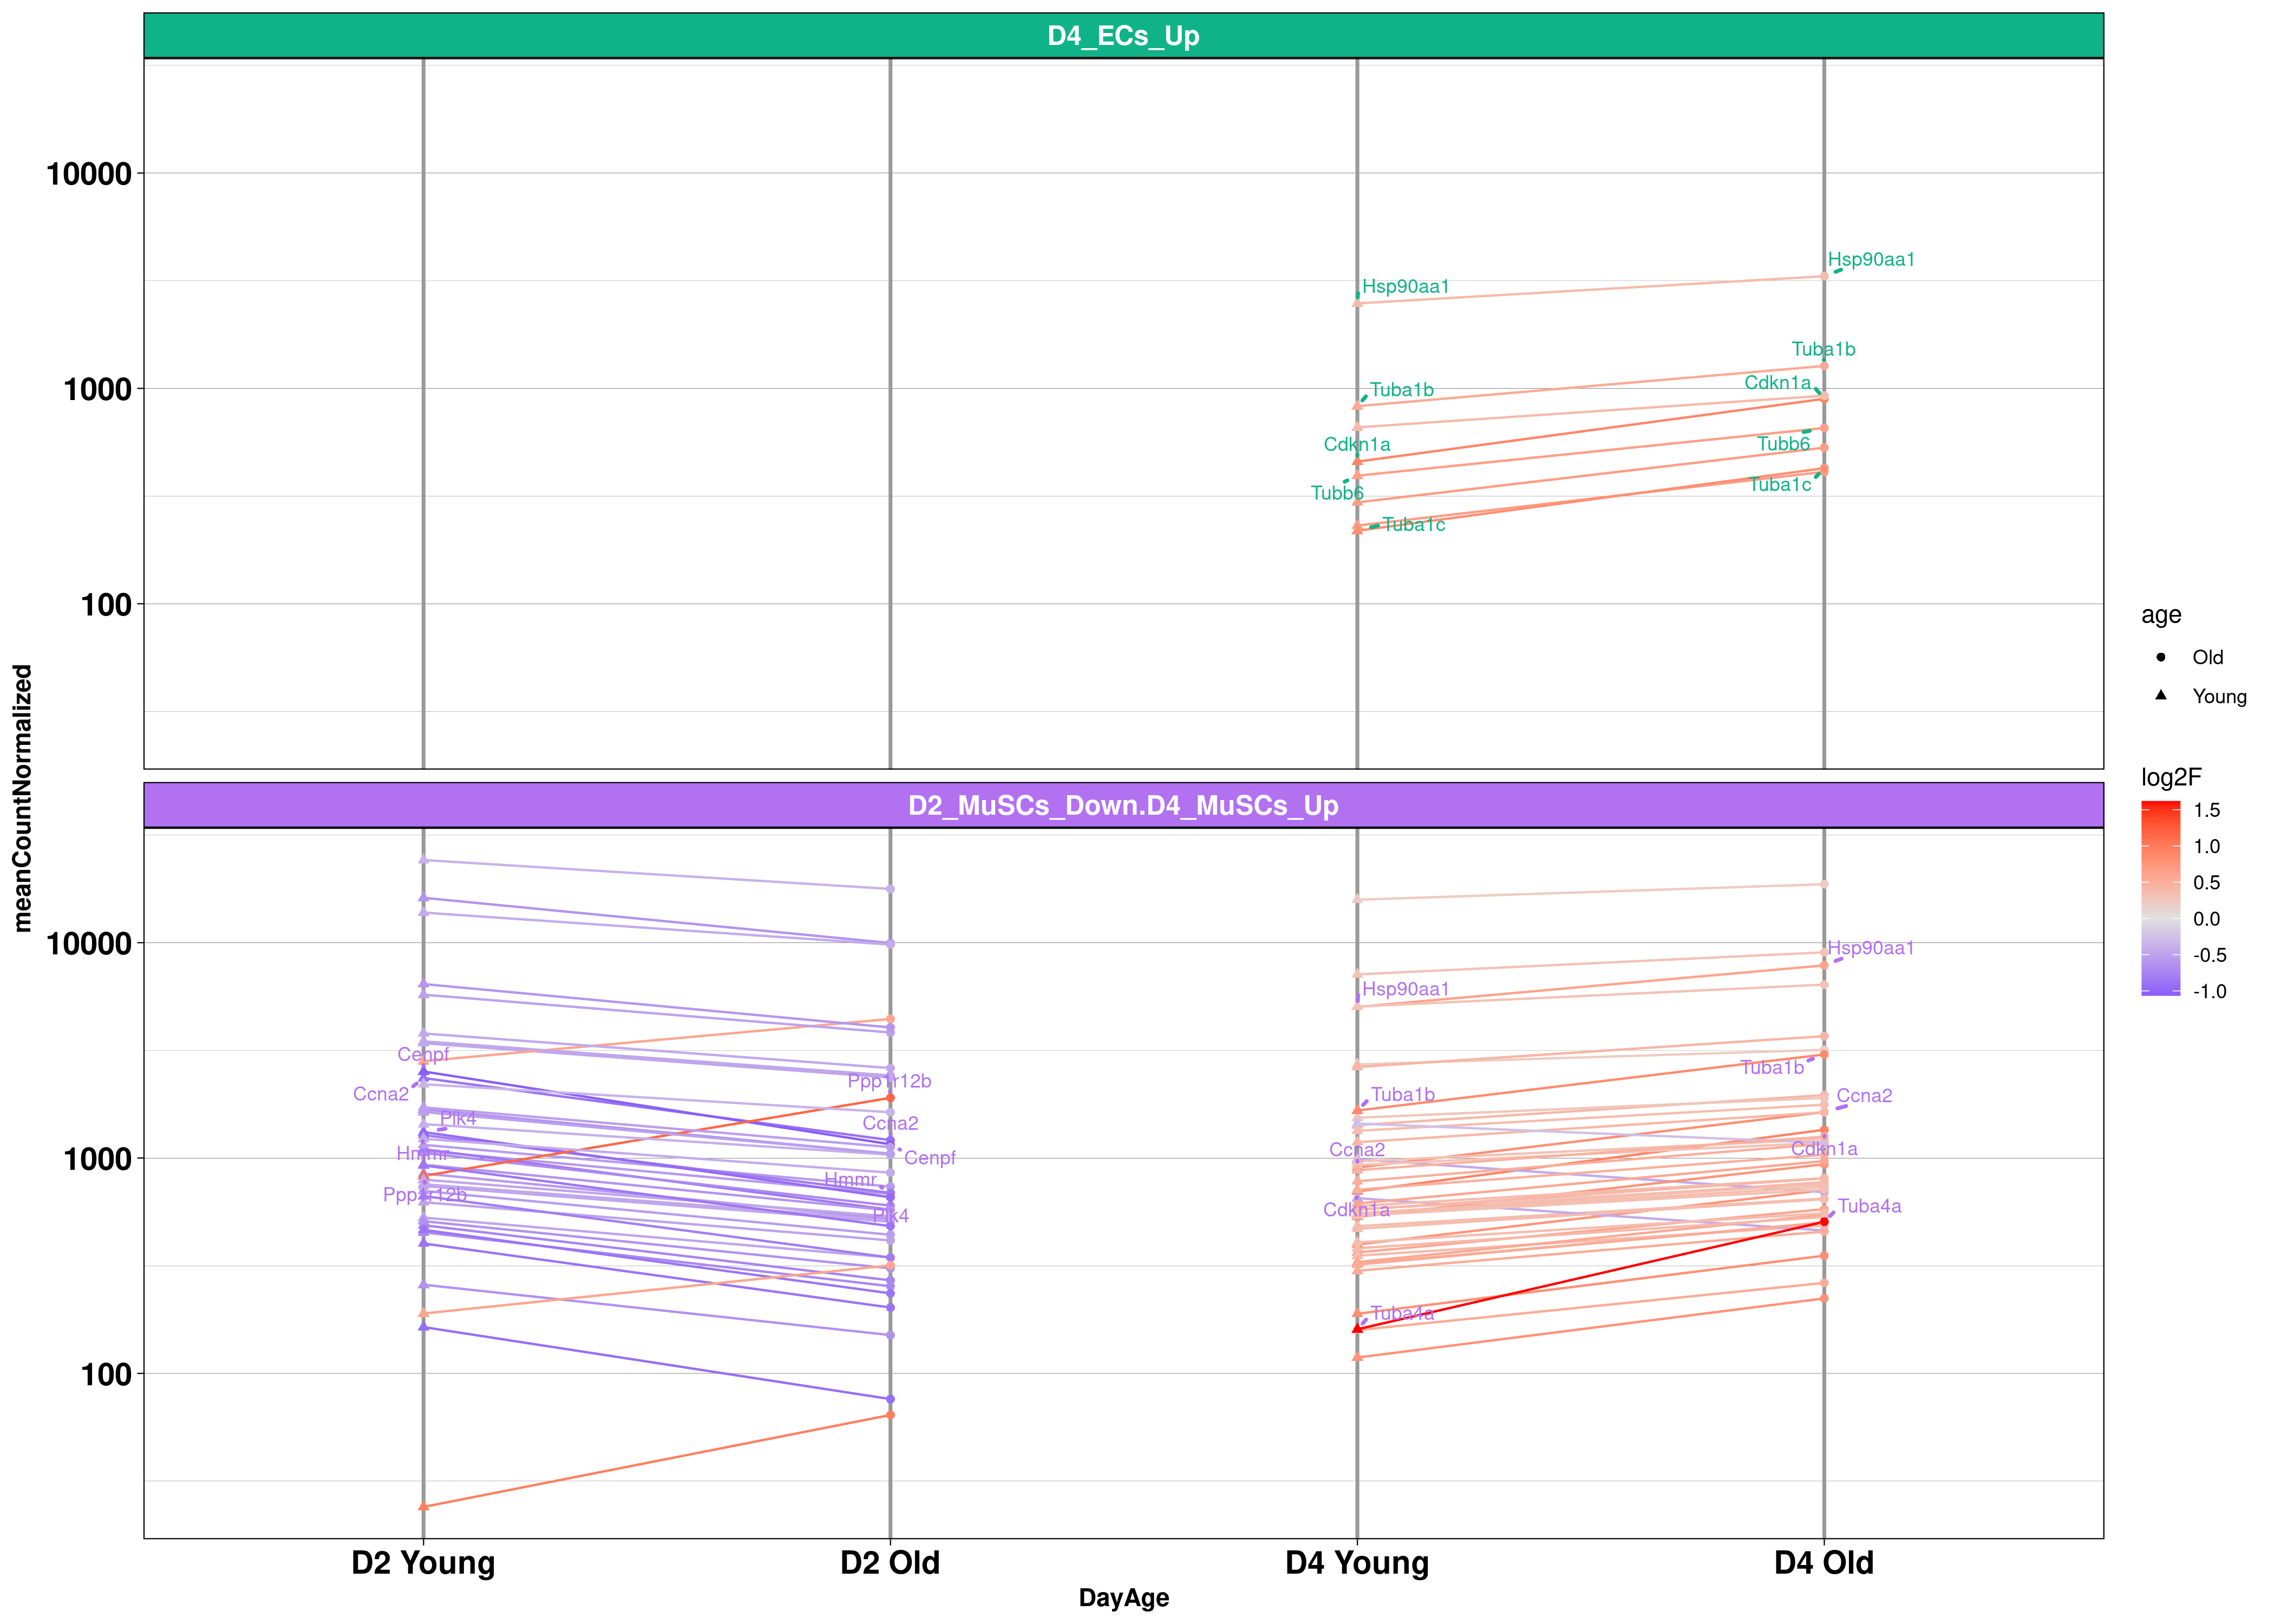 D4_ECs_Up
10000
1000
100
Hsp90aa1
Hsp90aa1
Tuba1b
Cdkn1a
Tuba1b
Cdkn1a
Tubb6
Tubb6
Tuba1c
Tuba1c
meanCountNormalized
D2_MuSCs_Down.D4_MuSCs_Up
10000
1000
100
Hsp90aa1
Hsp90aa1
Cenpf
Ccna2
Ppp1r12b
Tuba1b
Tuba1b
Plk4
Ccna2
Ccna2
Hmmr
Cenpf
Ccna2
Cdkn1a
Hmmr
Ppp1r12b
Plk4
Cdkn1a
Tuba4a
Tuba4a
D2 Young
D2 Old
D4 Young
D4 Old
DayAge
age
Old
Young
log2F
1.5
1.0
0.5
0.0
-0.5
-1.0